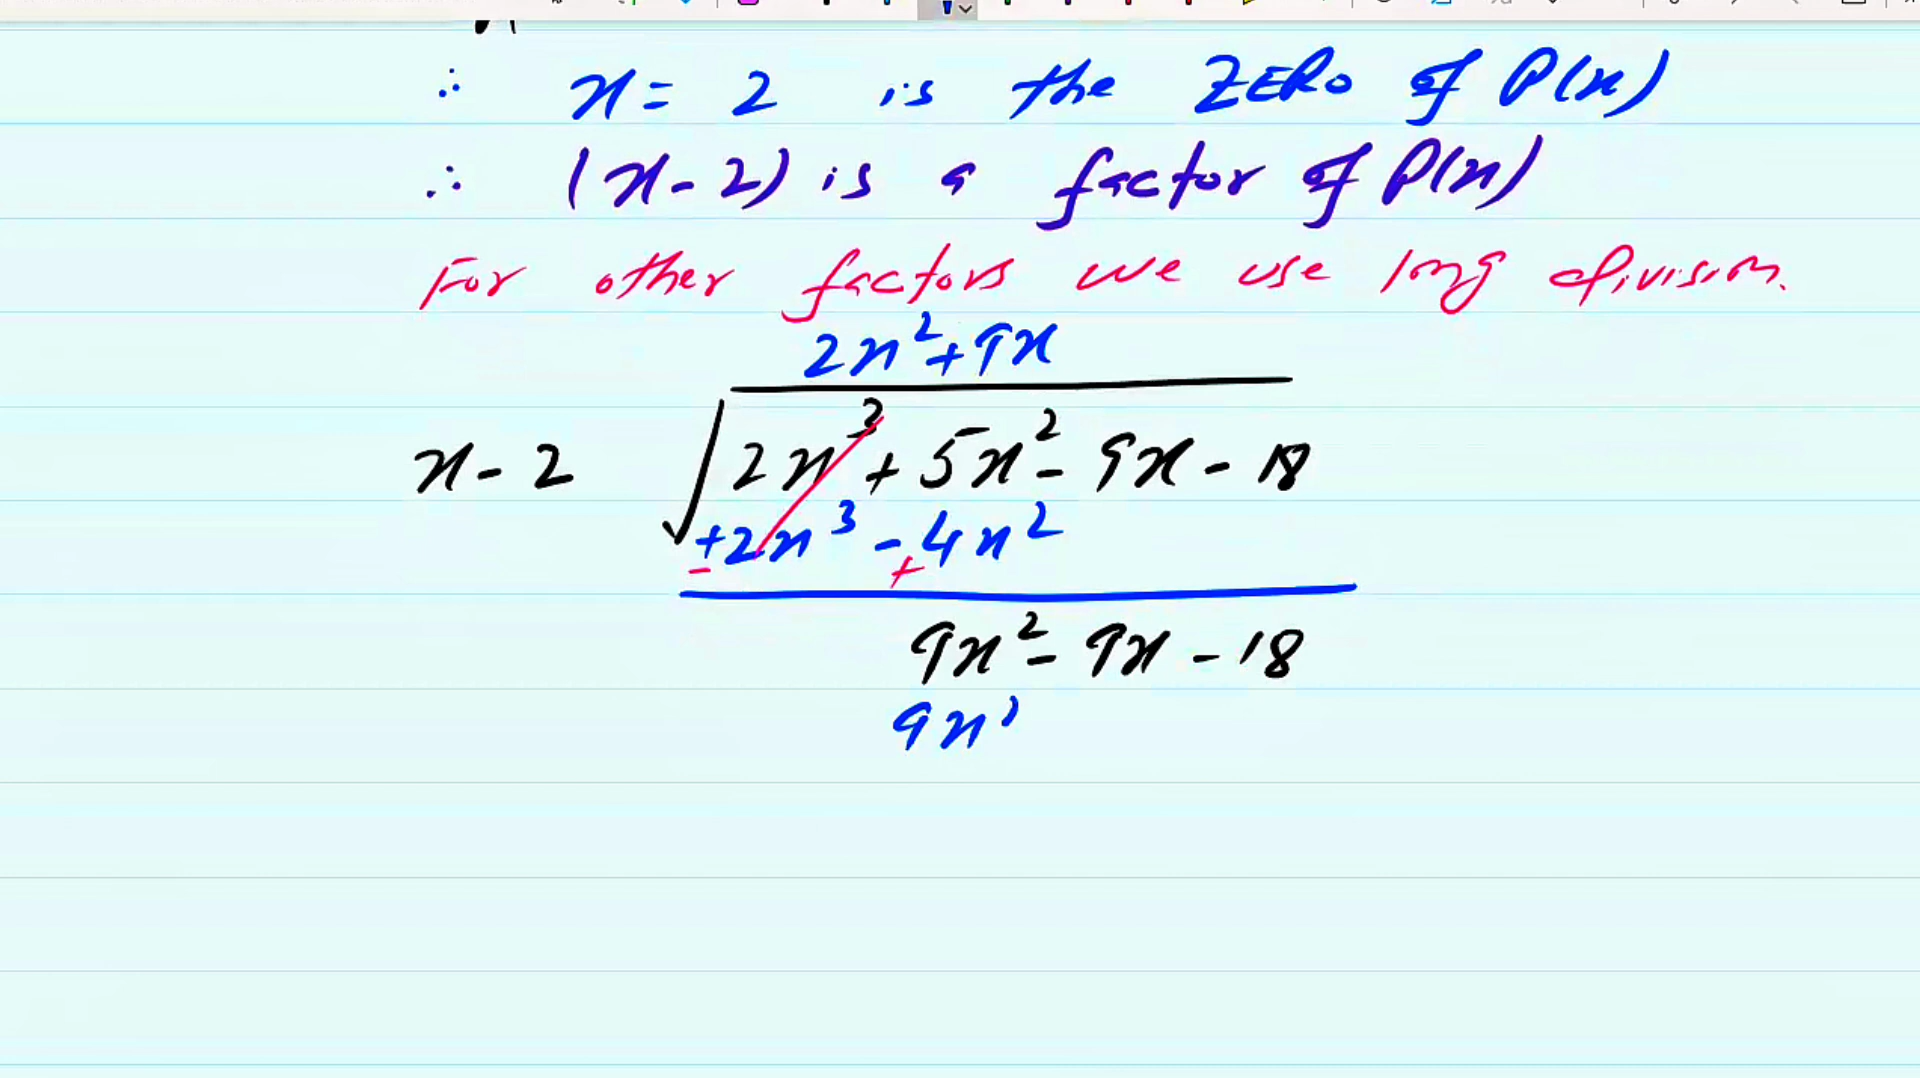 ∴ x = 2 is the ZERO of P(x)
∴ (x - 2) is a factor of P(x)
For other factors we use long division.
2x² + 9x
x - 2 √ 2x³ + 5x² - 9x - 18
+2x³ - 4x²
- +
9x² - 9x - 18
9x